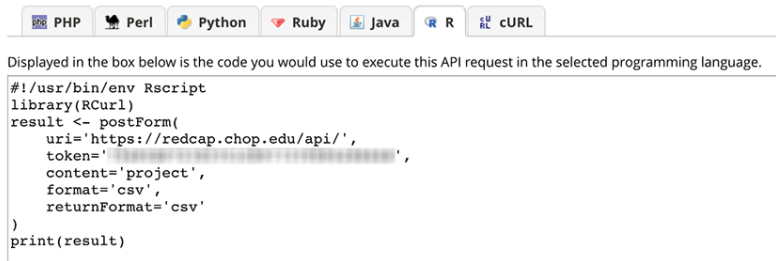 PHP Perl Python Ruby Java R cURL
Displayed in the box below is the code you would use to execute this API request in the selected programming language.
#!/usr/bin/env Rscript
library(RCurl)
result <- postForm(
    uri='https://redcap.chop.edu/api/',
    token='',
    content='project',
    format='csv',
    returnFormat='csv'
)
print(result)